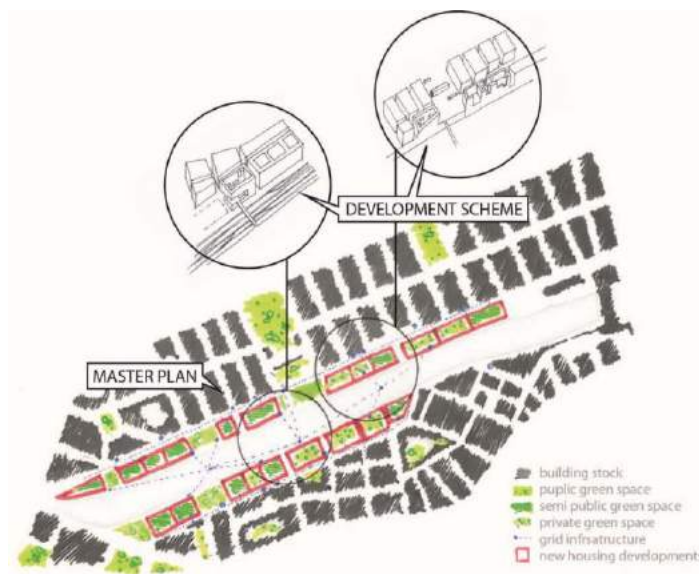 DEVELOPMENT SCHEME
MASTER PLAN
building stock
puplic green space
semi public green space
private green space
grid infrsatructure
new housing development